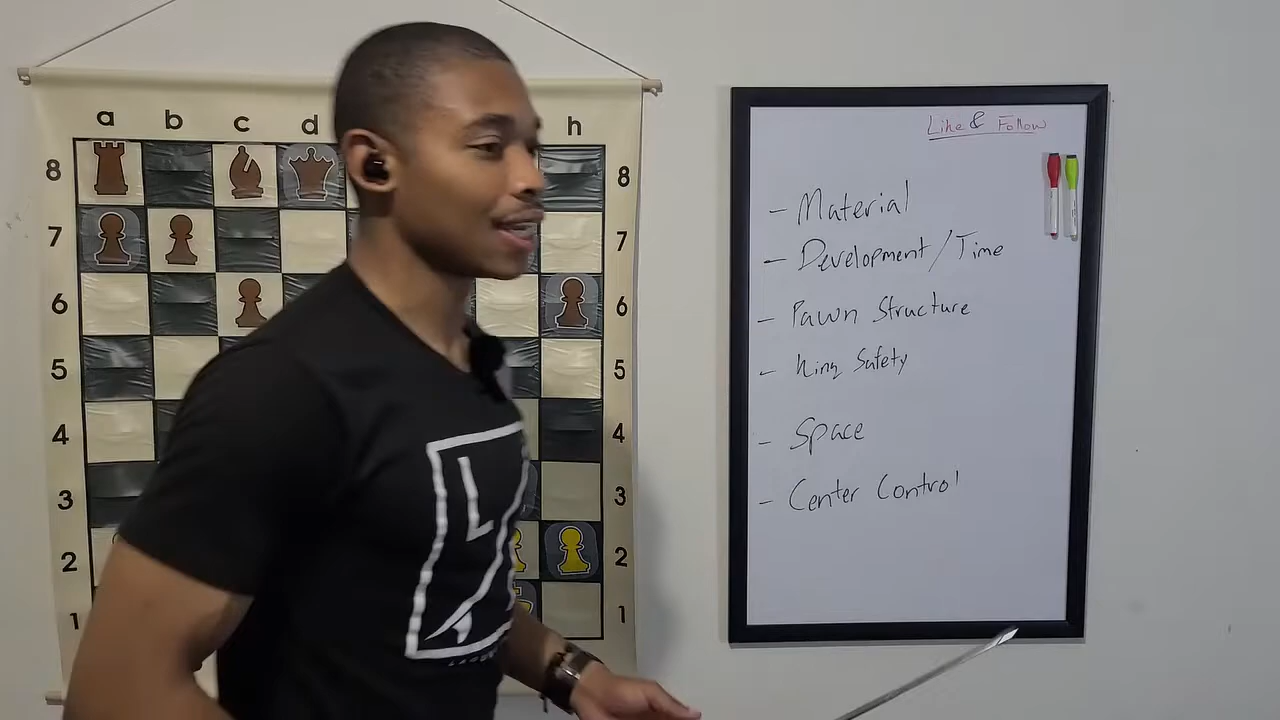 Like & Follow
- Material
- Development/Time
- Pawn Structure
- King Safety
- Space
- Center Control
a b c d h
8 8
7 7
6 6
5 5
4 4
3 3
2 2
1 1
L